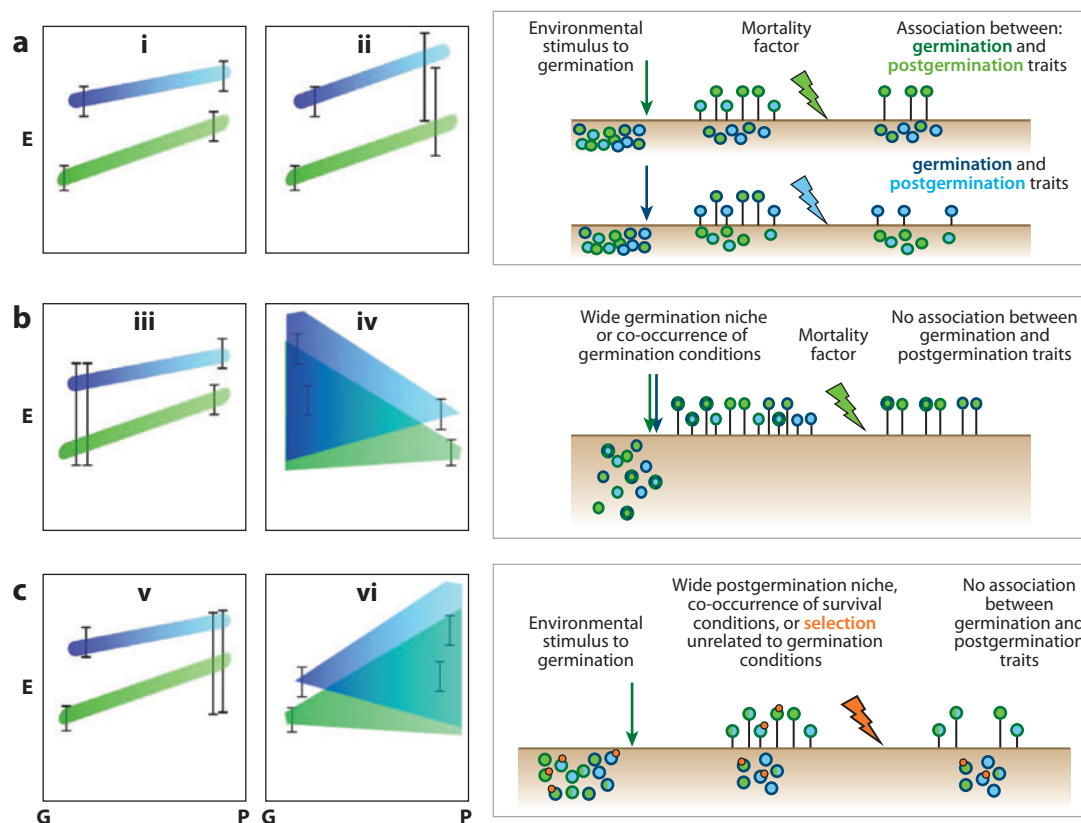 a
i
ii
E
Environmental
stimulus to
germination
Mortality
factor
Association between:
germination and
postgermination traits
germination and
postgermination traits
b
iii
iv
E
Wide germination niche
or co-occurrence of
germination conditions
Mortality
factor
No association between
germination and
postgermination traits
c
v
vi
E
G
P
G
P
Environmental
stimulus to
germination
Wide postgermination niche,
co-occurrence of survival
conditions, or selection
unrelated to germination
conditions
No association
between
germination and
postgermination
traits